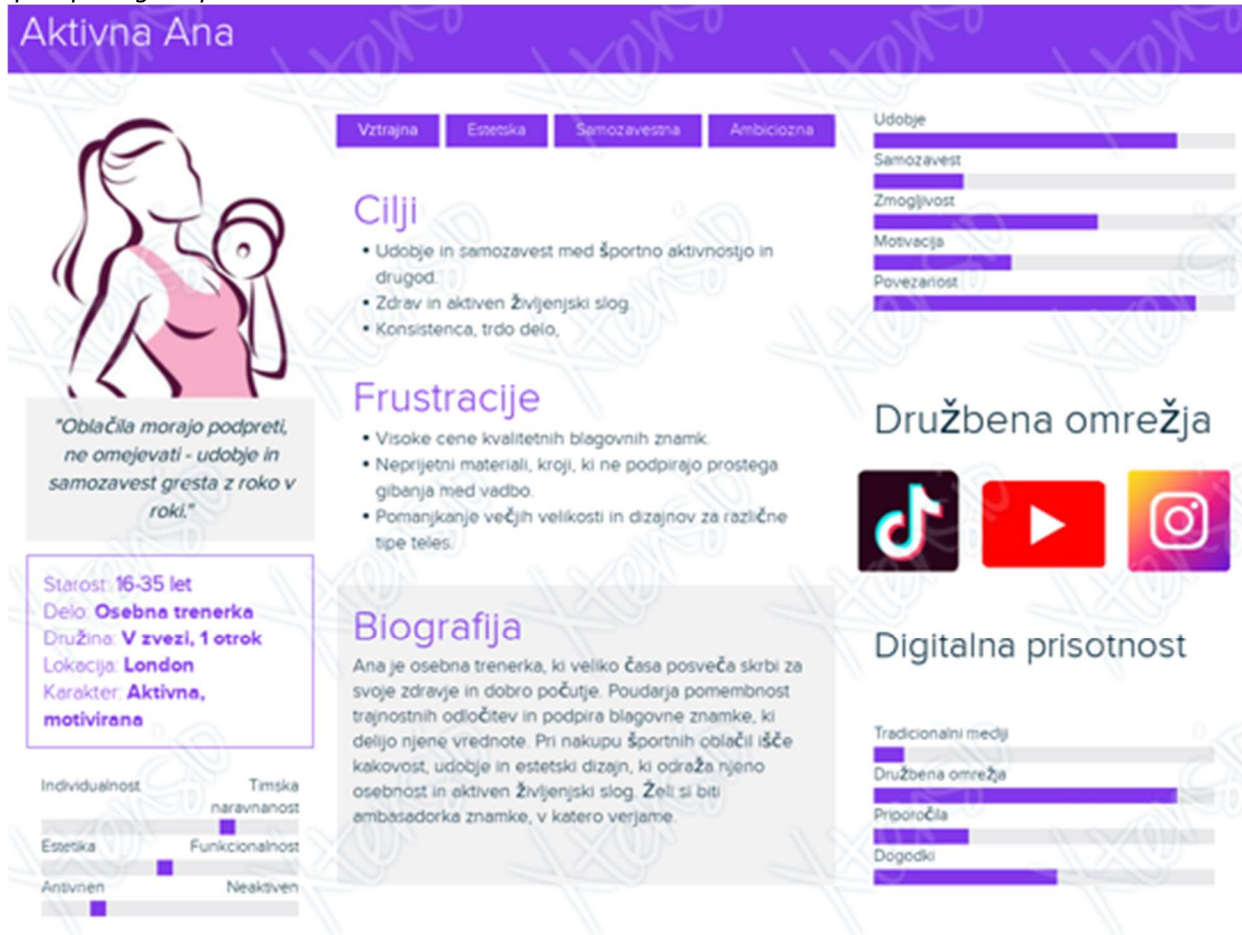 Aktivna Ana
"Oblačila morajo podpreti,
ne omejevati - udobje in
samozavest gresta z roko v
roki."
Starost: 16-35 let
Delo: Osebna trenerka
Družina: V zvezi, 1 otrok
Lokacija: London
Karakter: Aktivna,
motivirana
Individualnost Timska
naravnanost
Estetika Funkcionalnost
Antivnen Neaktiven
Vztrajna Estetska Samozavestna Ambiciozna
Cilji
• Udobje in samozavest med športno aktivnostjo in
drugod.
• Zdrav in aktiven življenjski slog.
• Konsistenca, trdo delo,
Frustracije
• Visoke cene kvalitetnih blagovnih znamk.
• Neprijetni materiali, kroji, ki ne podpirajo prostega
gibanja med vadbo.
• Pomanjkanje večjih velikosti in dizajnov za različne
tipe teles.
Biografija
Ana je osebna trenerka, ki veliko časa posveča skrbi za
svoje zdravje in dobro počutje. Poudarja pomembnost
trajnostnih odločitev in podpira blagovne znamke, ki
delijo njene vrednote. Pri nakupu športnih oblačil išče
kakovost, udobje in estetski dizajn, ki odraža njeno
osebnost in aktiven življenjski slog. Želi si biti
ambasadorka znamke, v katero verjame.
Udobje
Samozavest
Zmogljivost
Motivacija
Povezanost
Družbena omrežja
Digitalna prisotnost
Tradicionalni mediji
Družbena omrežja
Priporočila
Dogodki